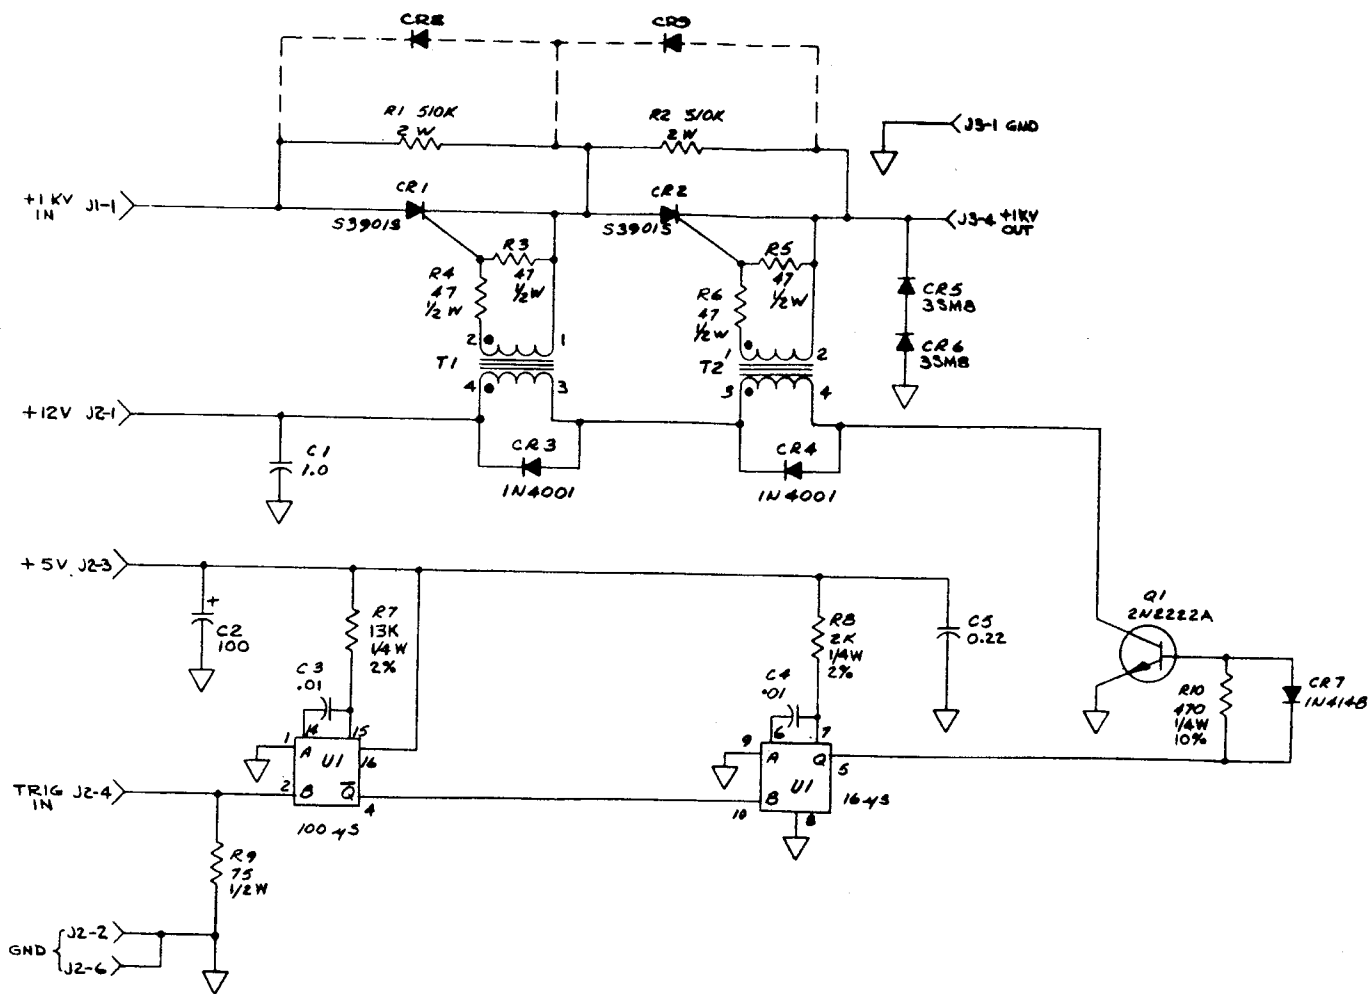 CR8
CR9
R1 510K
2W
R2 510K
2W
J3-1 GND
+1KV J1-1
IN
CR1
S3901S
CR2
S3901S
J3-4 +1KV
OUT
R3
47
1/2W
R4
47
1/2W
R5
47
1/2W
R6
47
1/2W
CR5
3SM8
CR6
3SM8
2 1
T1
4 3
1 2
T2
3 4
+12V J2-1
C1
1.0
CR3
1N4001
CR4
1N4001
+5V J2-3
+
C2
100
R7
13K
1/4W
2%
C3
.01
R8
2K
1/4W
2%
C4
.01
C5
0.22
Q1
2N2222A
R10
470
1/4W
10%
CR7
1N4148
1 14 15
A U1 16
2 B Q̅ 4
100 μS
9 6 7
A Q 5
U1
10 B 8
16 μS
TRIG J2-4
IN
R9
75
1/2W
GND { J2-2
J2-6